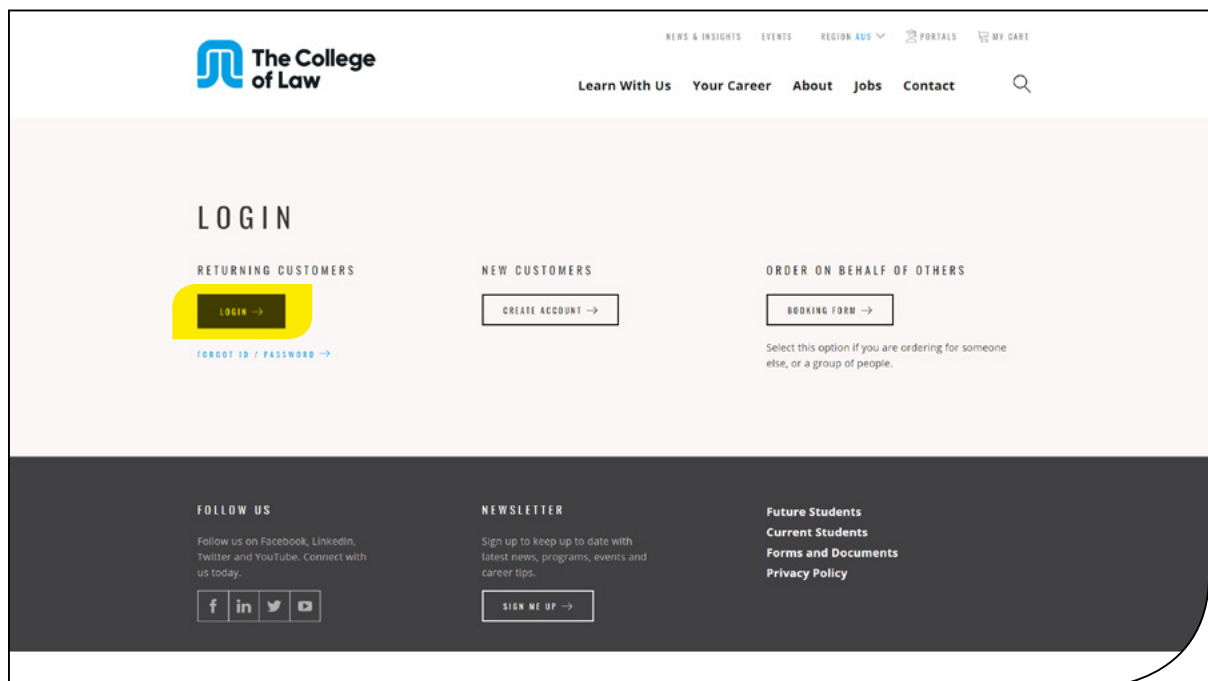 The College
of Law
NEWS & INSIGHTS EVENTS REGION AUS PORTALS MY CART
Learn With Us Your Career About Jobs Contact
LOGIN
RETURNING CUSTOMERS
LOGIN →
FORGOT ID / PASSWORD →
NEW CUSTOMERS
CREATE ACCOUNT →
ORDER ON BEHALF OF OTHERS
BOOKING FORM →
Select this option if you are ordering for someone
else, or a group of people.
FOLLOW US
Follow us on Facebook, LinkedIn,
Twitter and YouTube. Connect with
us today.
NEWSLETTER
Sign up to keep up to date with
latest news, programs, events and
career tips.
SIGN ME UP →
Future Students
Current Students
Forms and Documents
Privacy Policy